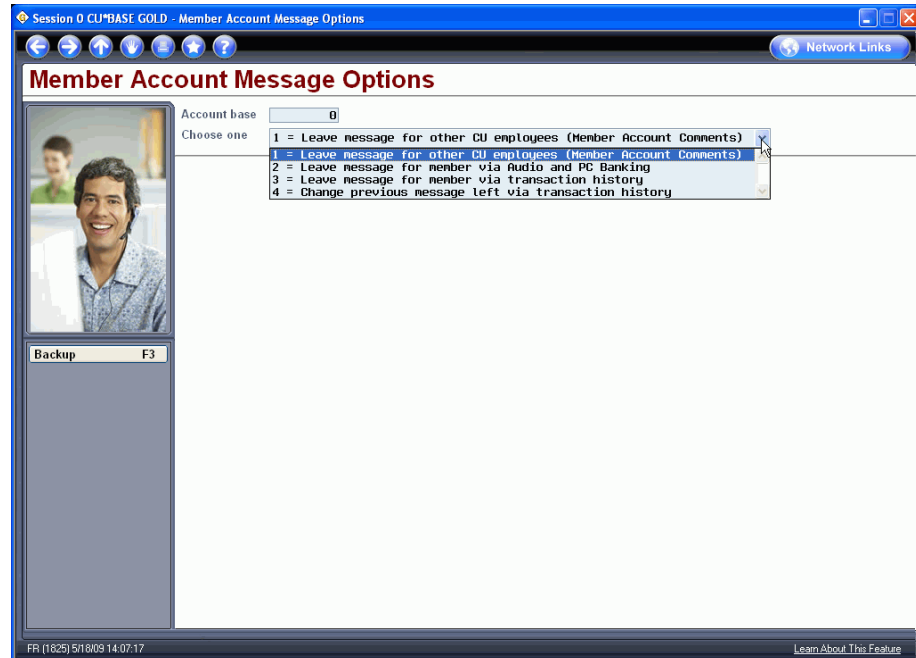 Session 0 CU*BASE GOLD - Member Account Message Options
Network Links
Member Account Message Options
Account base 0
Choose one 1 = Leave message for other CU employees (Member Account Comments)
1 = Leave message for other CU employees (Member Account Comments)
2 = Leave message for member via Audio and PC Banking
3 = Leave message for member via transaction history
4 = Change previous message left via transaction history
Backup F3
FR (1825) 5/18/09 14:07:17
Learn About This Feature